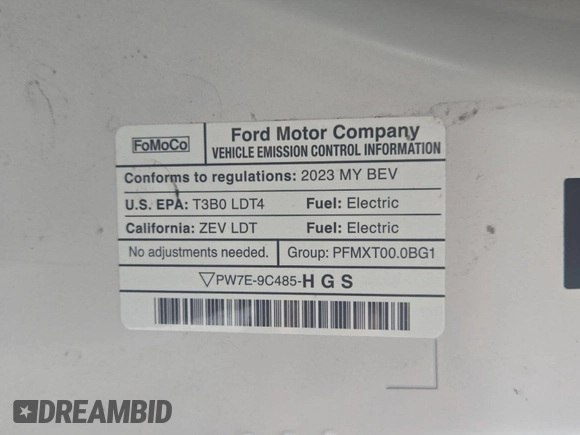 FoMoCo
Ford Motor Company
VEHICLE EMISSION CONTROL INFORMATION
Conforms to regulations: 2023 MY BEV
U.S. EPA: T3B0 LDT4 Fuel: Electric
California: ZEV LDT Fuel: Electric
No adjustments needed. Group: PFMXT00.0BG1
▽PW7E-9C485-H G S
DREAMBID